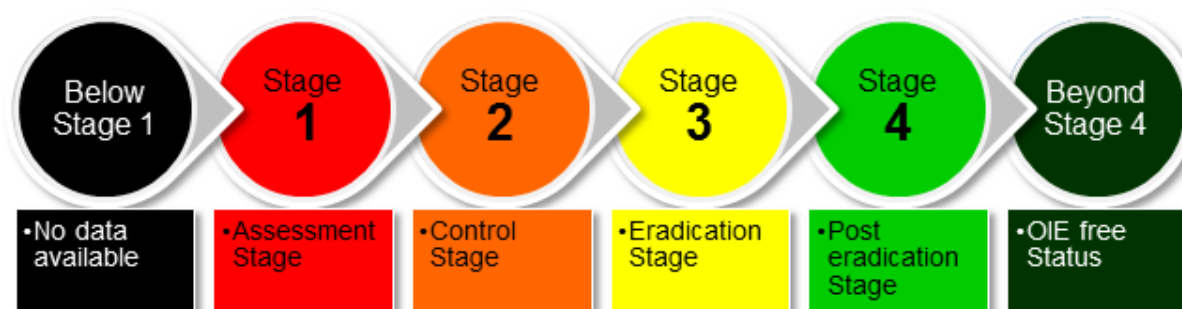 Below
Stage 1
Stage
1
Stage
2
Stage
3
Stage
4
Beyond
Stage 4
•No data
available
•Assessment
Stage
•Control
Stage
•Eradication
Stage
•Post
eradication
Stage
•OIE free
Status